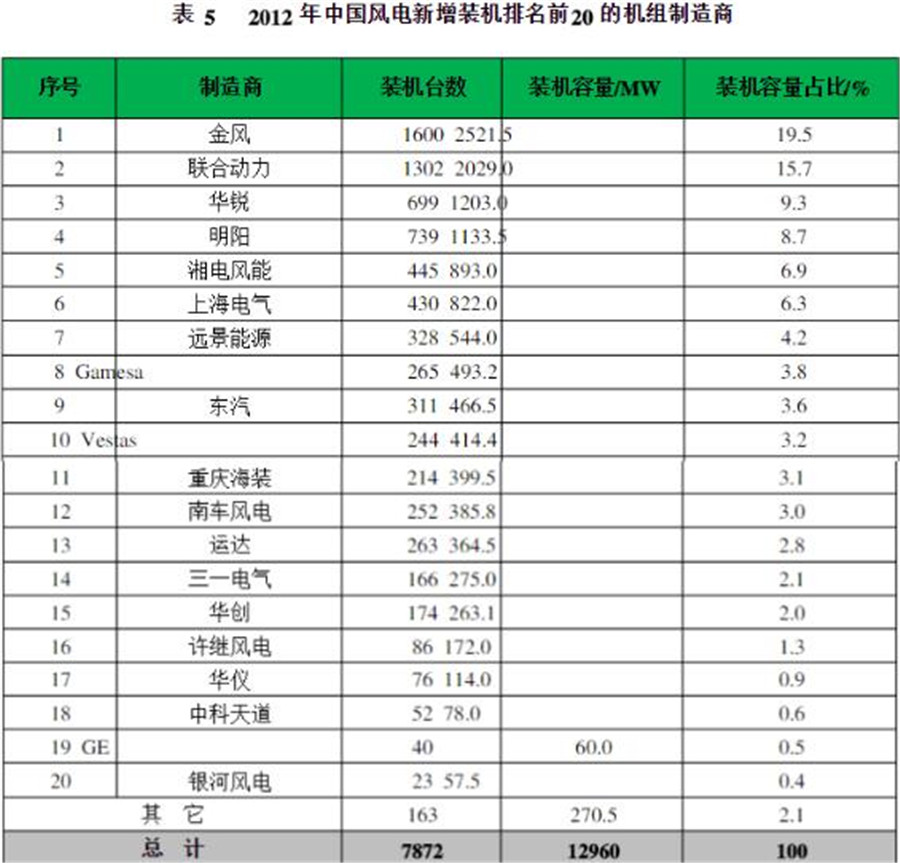 表 5 2012 年中国风电新增装机排名前20 的机组制造商
序号 制造商 装机台数 装机容量/MW 装机容量占比/%
1 金风 1600 2521.5 19.5
2 联合动力 1302 2029.0 15.7
3 华锐 699 1203.0 9.3
4 明阳 739 1133.5 8.7
5 湘电风能 445 893.0 6.9
6 上海电气 430 822.0 6.3
7 远景能源 328 544.0 4.2
8 Gamesa 265 493.2 3.8
9 东汽 311 466.5 3.6
10 Vestas 244 414.4 3.2
11 重庆海装 214 399.5 3.1
12 南车风电 252 385.8 3.0
13 运达 263 364.5 2.8
14 三一电气 166 275.0 2.1
15 华创 174 263.1 2.0
16 许继风电 86 172.0 1.3
17 华仪 76 114.0 0.9
18 中科天道 52 78.0 0.6
19 GE 40 60.0 0.5
20 银河风电 23 57.5 0.4
其 它 163 270.5 2.1
总 计 7872 12960 100